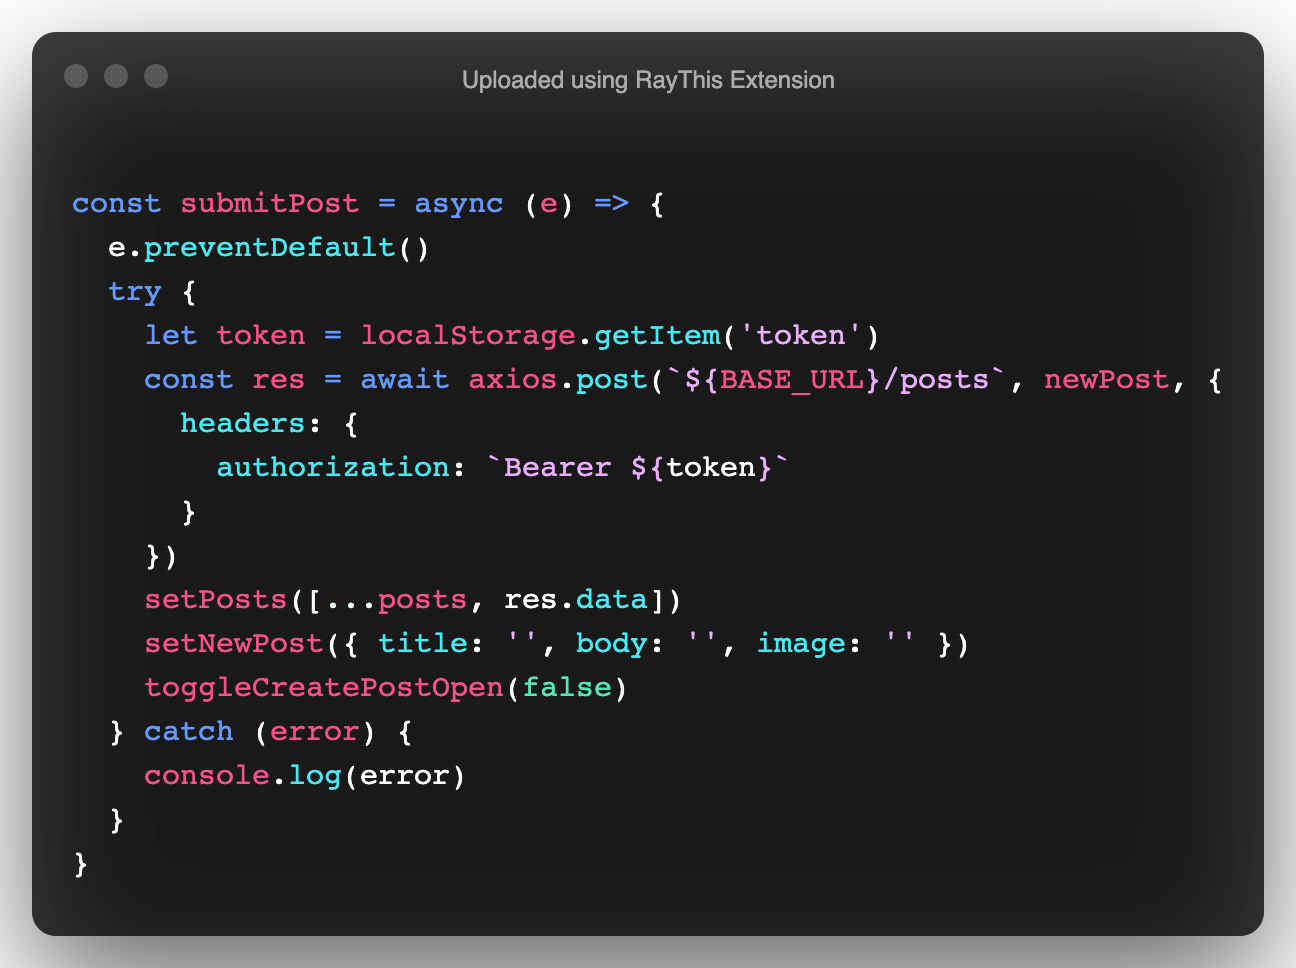 Uploaded using RayThis Extension
const submitPost = async (e) => {
  e.preventDefault()
  try {
    let token = localStorage.getItem('token')
    const res = await axios.post(`${BASE_URL}/posts`, newPost, {
      headers: {
        authorization: `Bearer ${token}`
      }
    })
    setPosts([...posts, res.data])
    setNewPost({ title: '', body: '', image: '' })
    toggleCreatePostOpen(false)
  } catch (error) {
    console.log(error)
  }
}